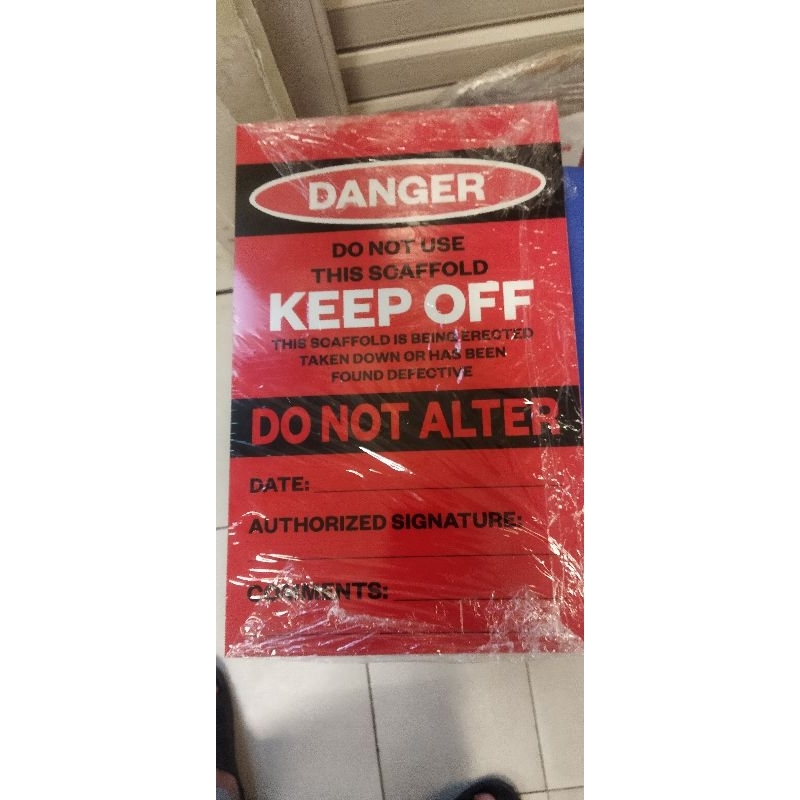 DANGER
DO NOT USE
THIS SCAFFOLD
KEEP OFF
THIS SCAFFOLD IS BEING ERECTED
TAKEN DOWN OR HAS BEEN
FOUND DEFECTIVE
DO NOT ALTER
DATE:
AUTHORIZED SIGNATURE:
COMMENTS: